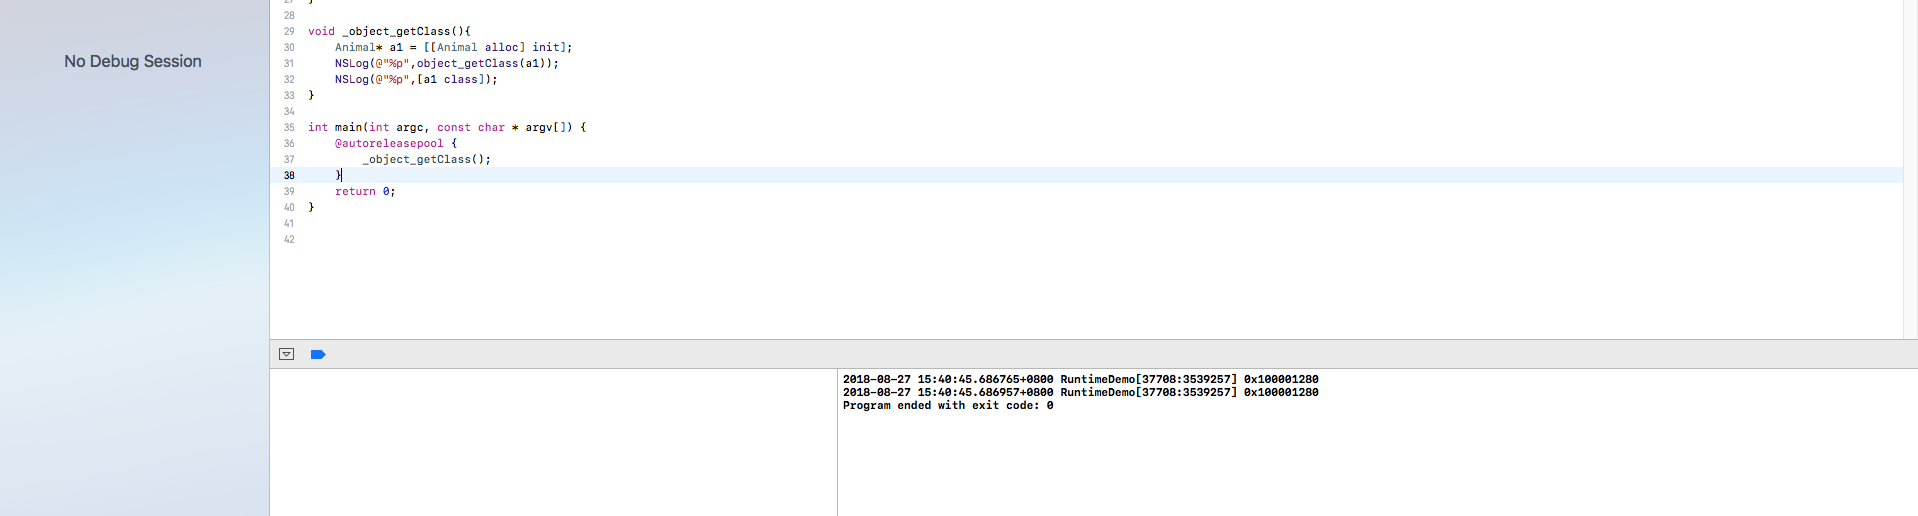 No Debug Session
27 }
28
29 void _object_getClass(){
30     Animal* a1 = [[Animal alloc] init];
31     NSLog(@"%p",object_getClass(a1));
32     NSLog(@"%p",[a1 class]);
33 }
34
35 int main(int argc, const char * argv[]) {
36     @autoreleasepool {
37         _object_getClass();
38     }
39     return 0;
40 }
41
42
2018-08-27 15:40:45.686765+0800 RuntimeDemo[37708:3539257] 0x100001280
2018-08-27 15:40:45.686957+0800 RuntimeDemo[37708:3539257] 0x100001280
Program ended with exit code: 0